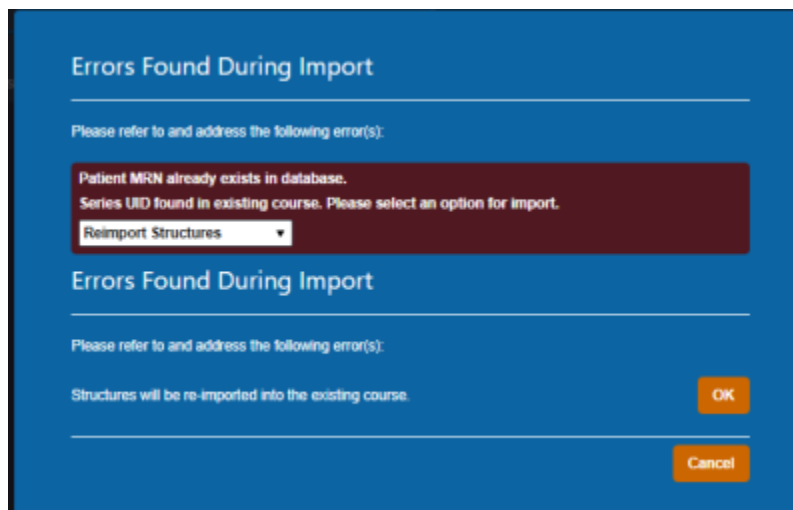 Errors Found During Import
Please refer to and address the following error(s):
Patient MRN already exists in database.
Series UID found in existing course. Please select an option for import.
Reimport Structures
Errors Found During Import
Please refer to and address the following error(s):
Structures will be re-imported into the existing course.
OK
Cancel